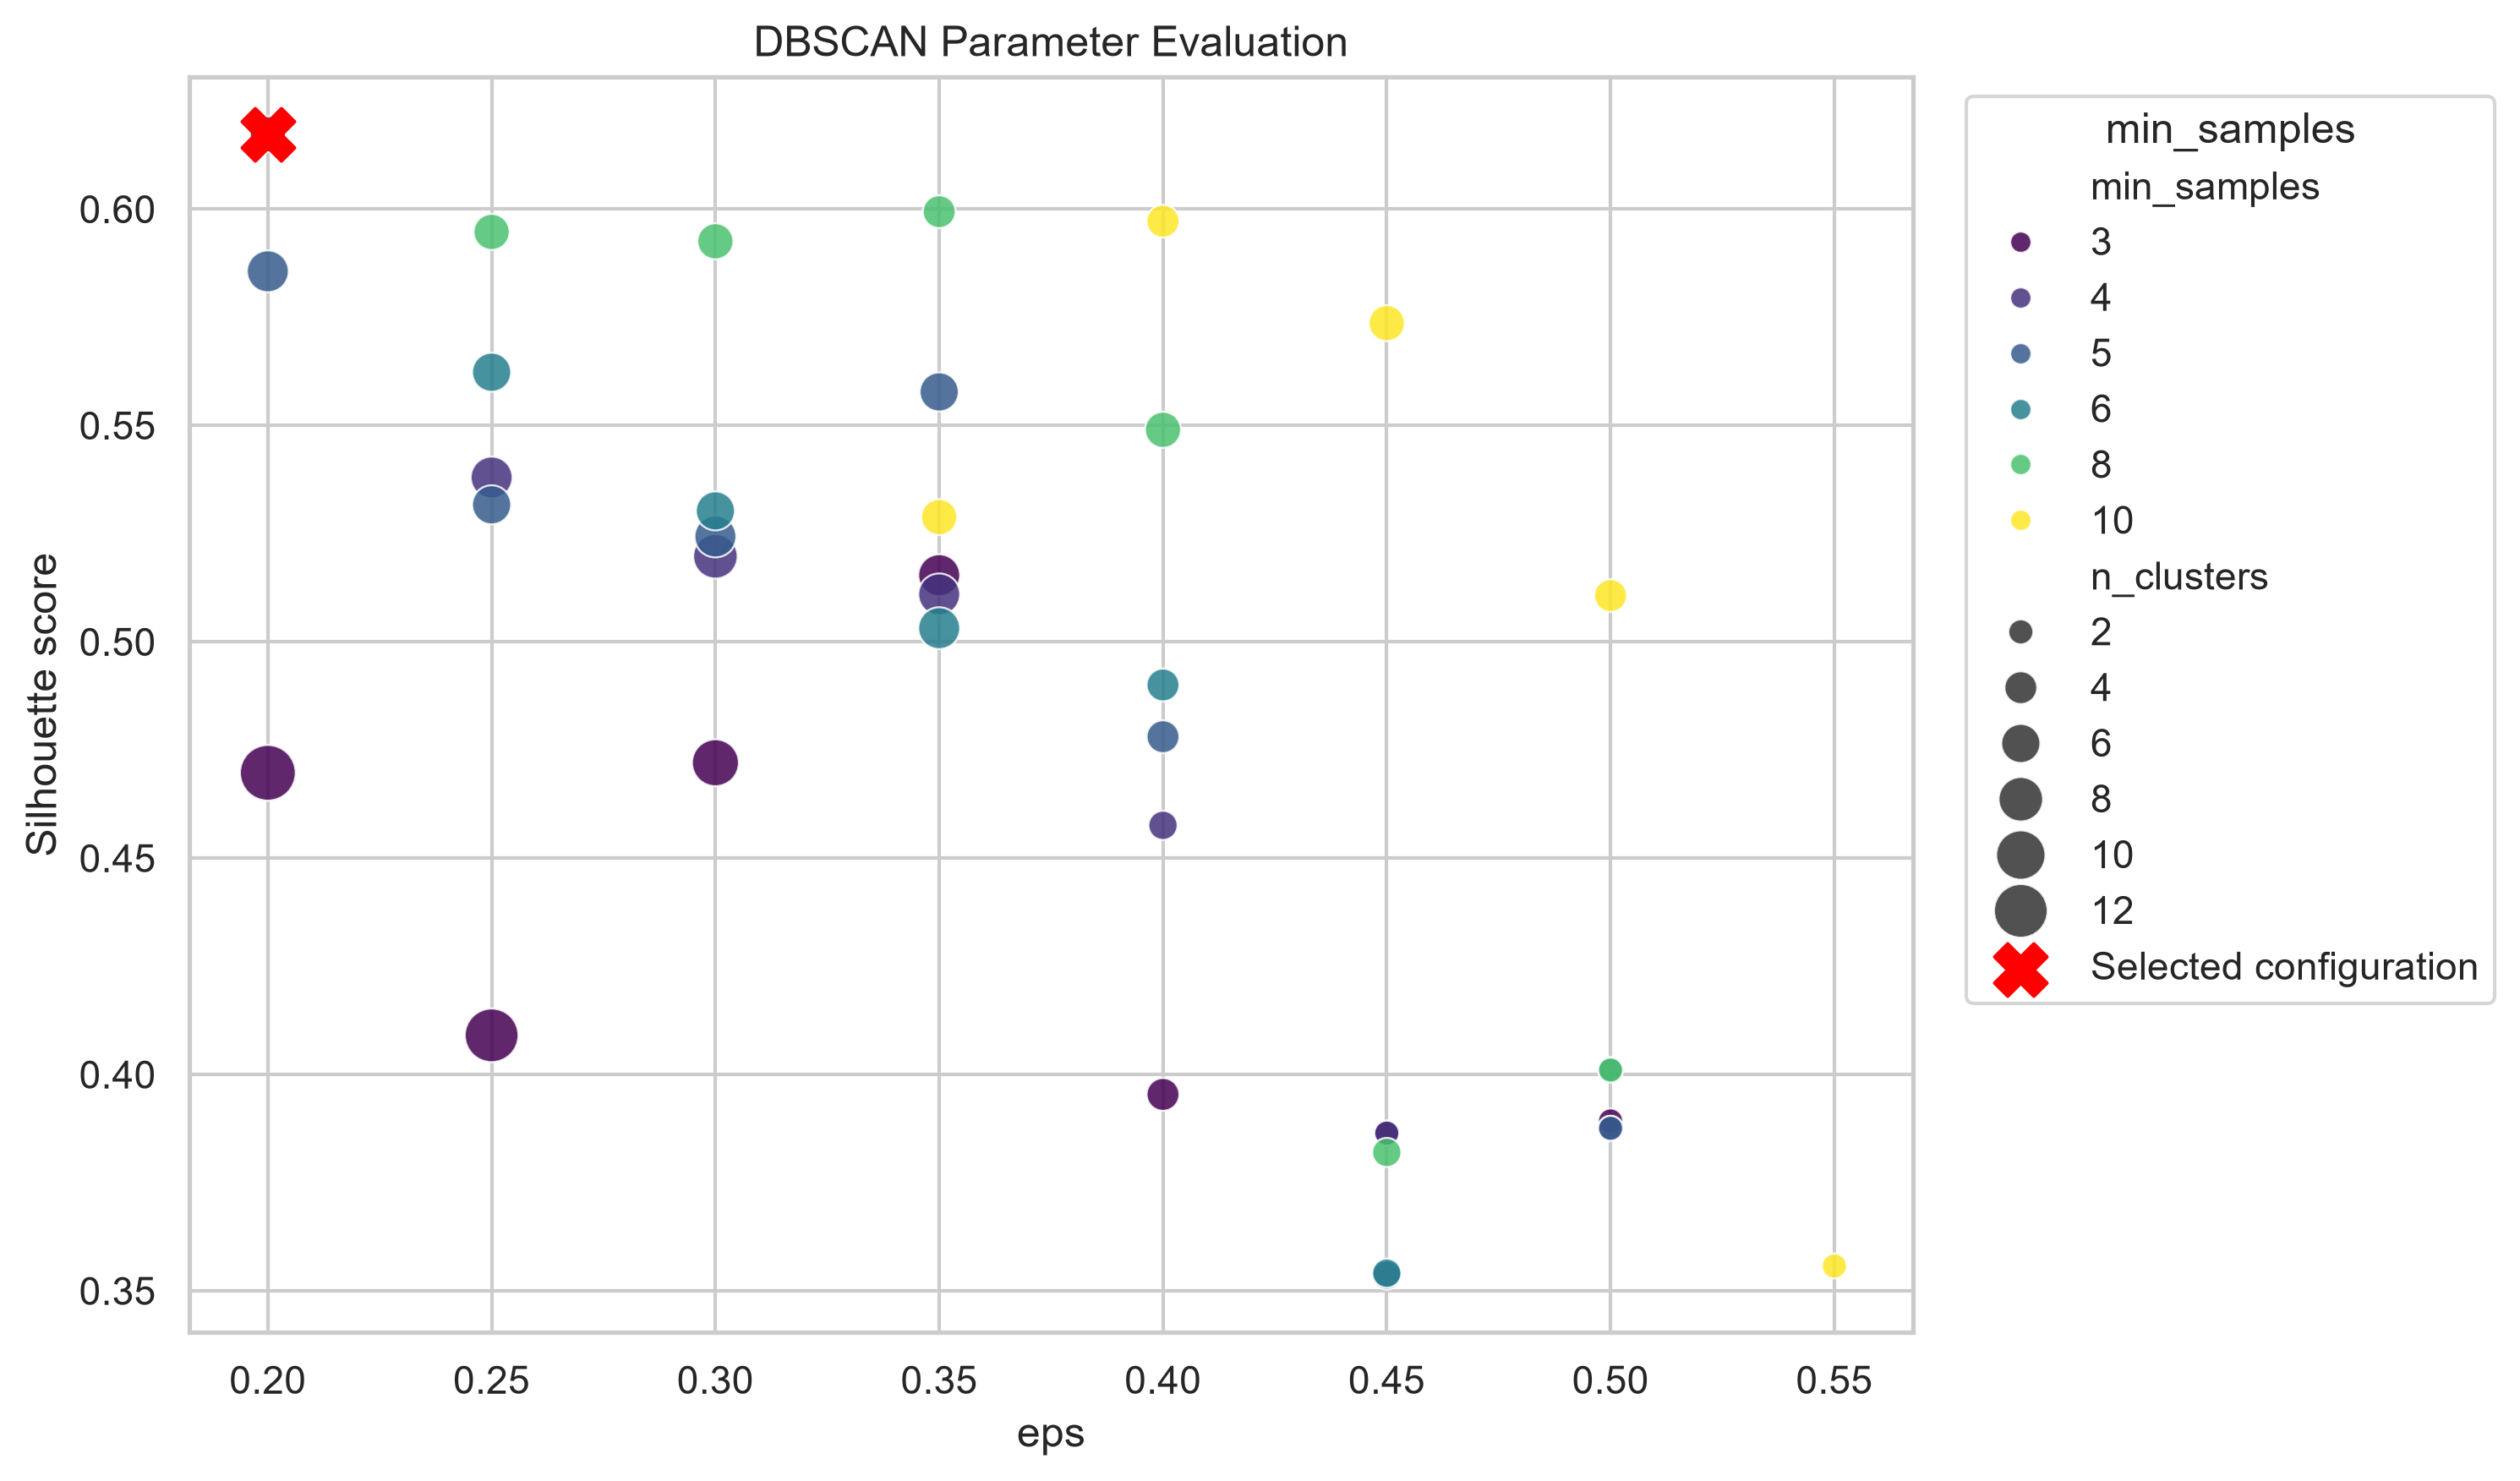 DBSCAN Parameter Evaluation
Silhouette score
0.60
0.55
0.50
0.45
0.40
0.35
0.20 0.25 0.30 0.35 0.40 0.45 0.50 0.55
eps
min_samples
min_samples
3
4
5
6
8
10
n_clusters
2
4
6
8
10
12
Selected configuration